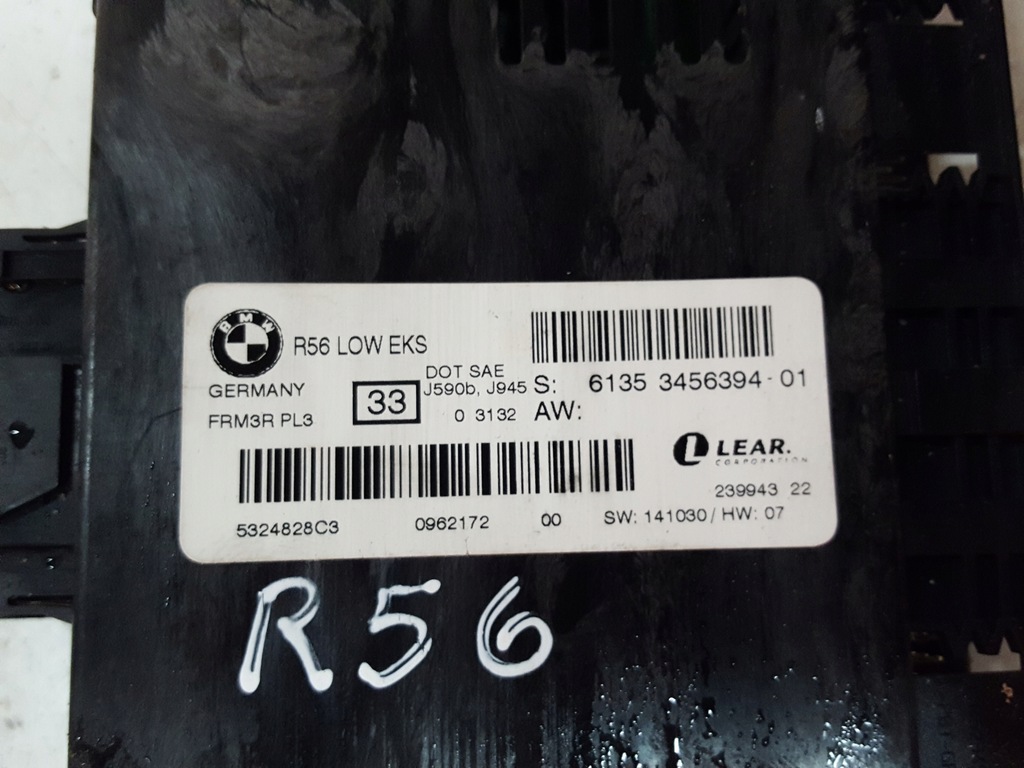 BMW
R56 LOW EKS
GERMANY
FRM3R PL3
33
DOT SAE
J590b, J945
0 3132
S: 6135 3456394-01
AW:
L LEAR.
CORPORATION
239943 22
5324828C3 0962172 00 SW: 141030 / HW: 07
R56